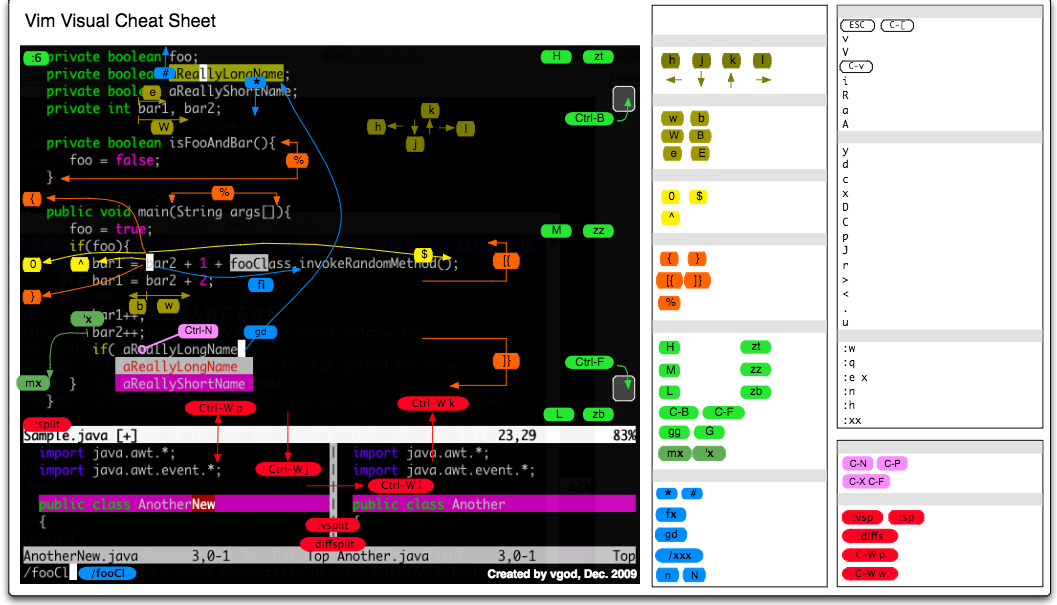 Vim Visual Cheat Sheet
:6 private boolean foo;
private boolea # aReallyLongName;
private boole e aReallyShortName; *
private int bar1, bar2;
W
private boolean isFooAndBar(){
foo = false; %
}
{ %
public void main(String args[]){
foo = true;
if(foo){ $
0 ^ bar1 = bar2 + 1 + fooClass.invokeRandomMethod();
bar1 = bar2 + 2; fi
} b w
'x bar1++;
bar2++; Ctrl-N gd
if( aReallyLongName
aReallyLongName
mx } aReallyShortName
}
h j k l
H zt
Ctrl-B
M zz
[{
]}
Ctrl-F
L zb
Ctrl-W p Ctrl-W k
:split
Sample.java [+] 23,29 83%
import java.awt.*; import java.awt.*;
import java.awt.event.*; Ctrl-W j import java.awt.event.*;
Ctrl-W l
public class AnotherNew public class Another
{ {
:vsplit
:diffsplit
AnotherNew.java 3,0-1 Top Another.java 3,0-1 Top
/fooCl /fooCl Created by vgod, Dec. 2009
h j k l
w b
W B
e E
0 $
^
{ }
[{ ]}
%
H zt
M zz
L zb
C-B C-F
gg G
mx 'x
* #
fx
gd
/xxx
n N
ESC C-[
v
V
C-v
i
R
a
A
y
d
c
x
D
C
p
J
r
>
<
.
u
:w
:q
:e x
:n
:h
:xx
C-N C-P
C-X C-F
:vsp :sp
:diffs
C-W p
C-W w